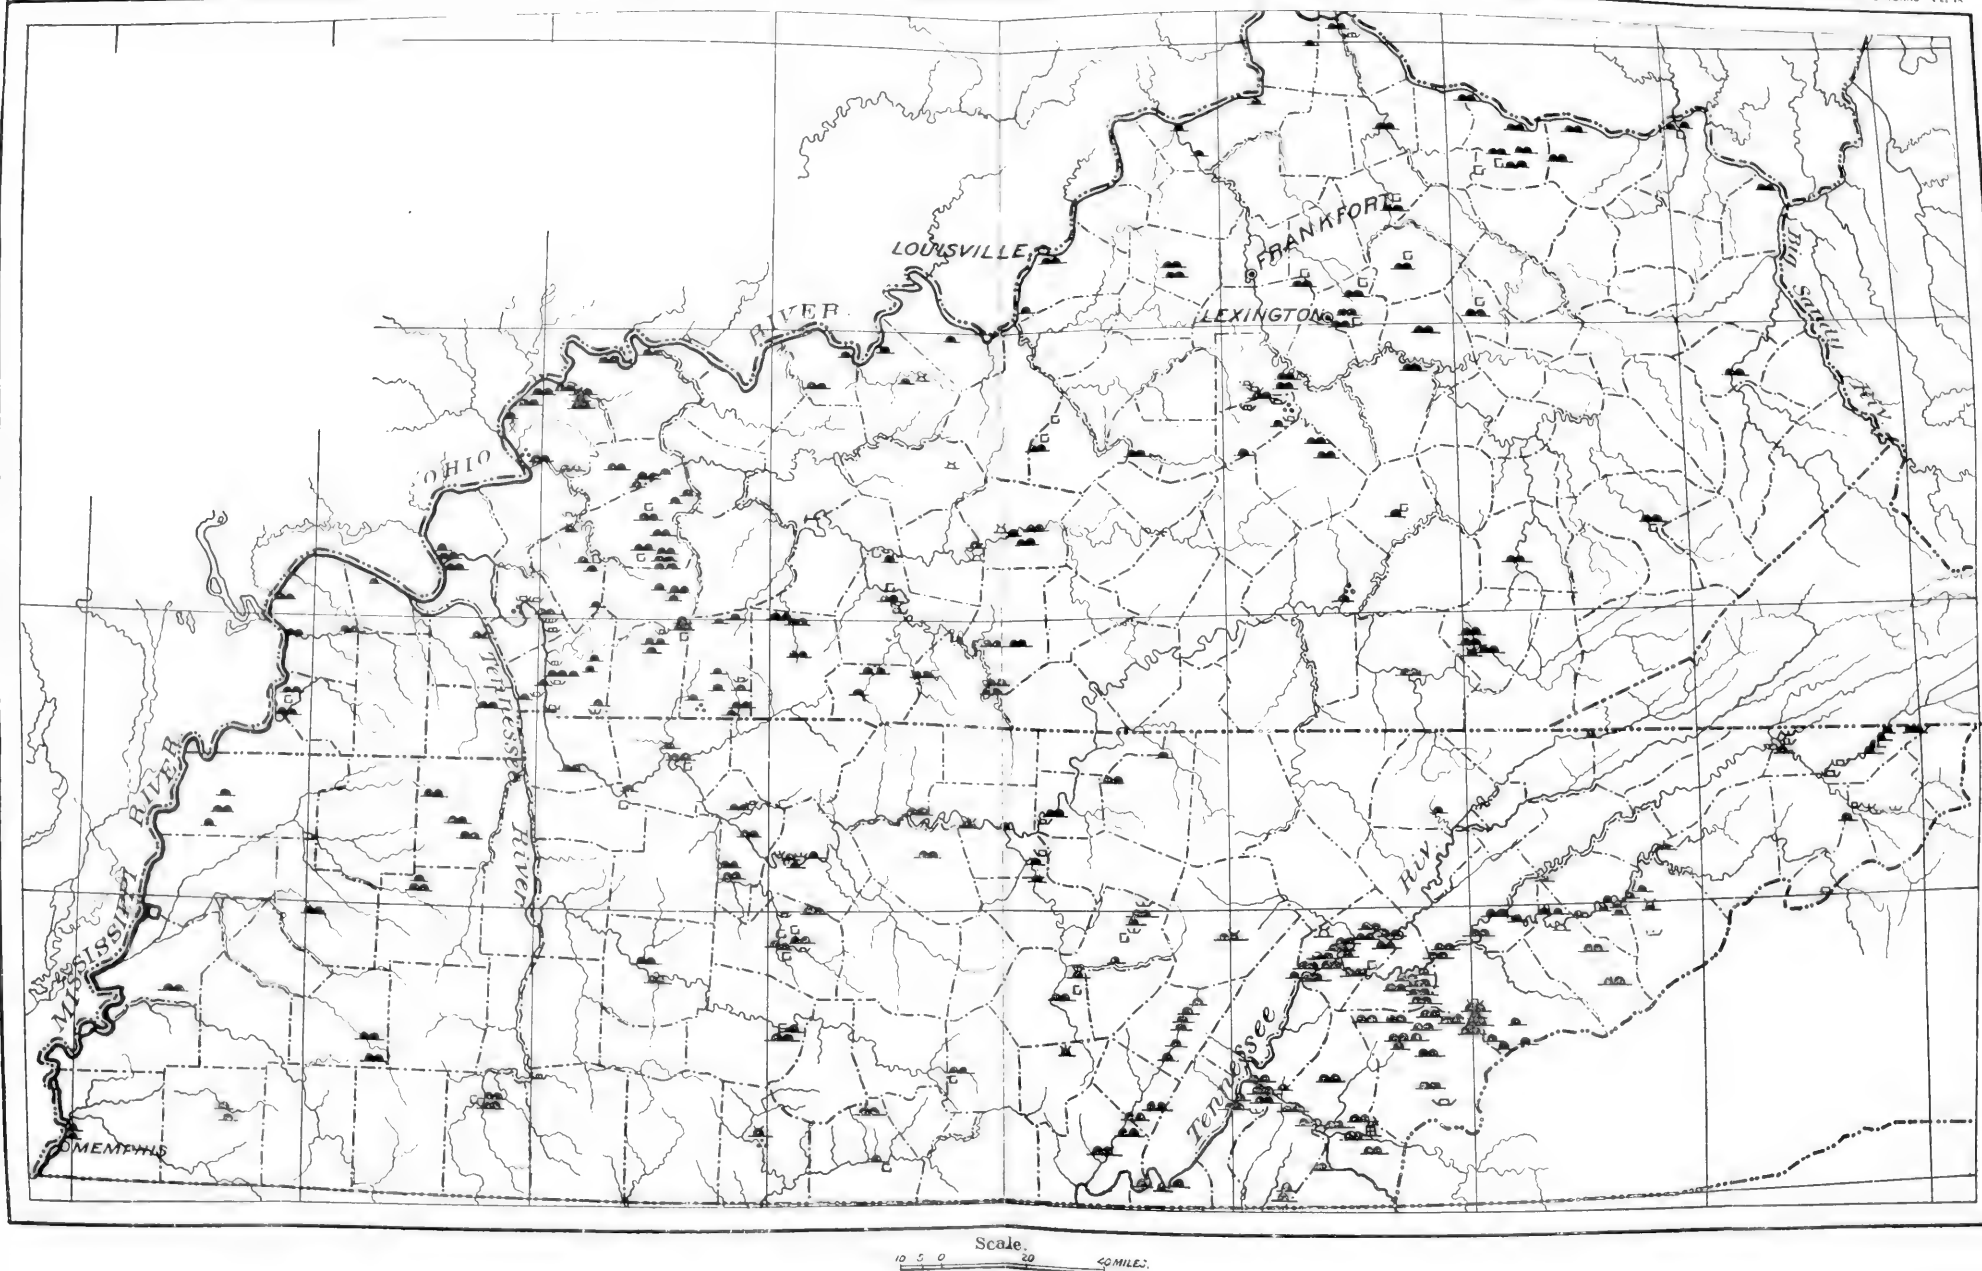 FRANKFORT
LOUISVILLE
LEXINGTON
RIVER
OHIO
Big Sandy Riv
Tennessee River
MISSISSIPPI RIVER
Riv
Tennessee
MEMPHIS
Scale.
10 5 0 20 40 MILES.